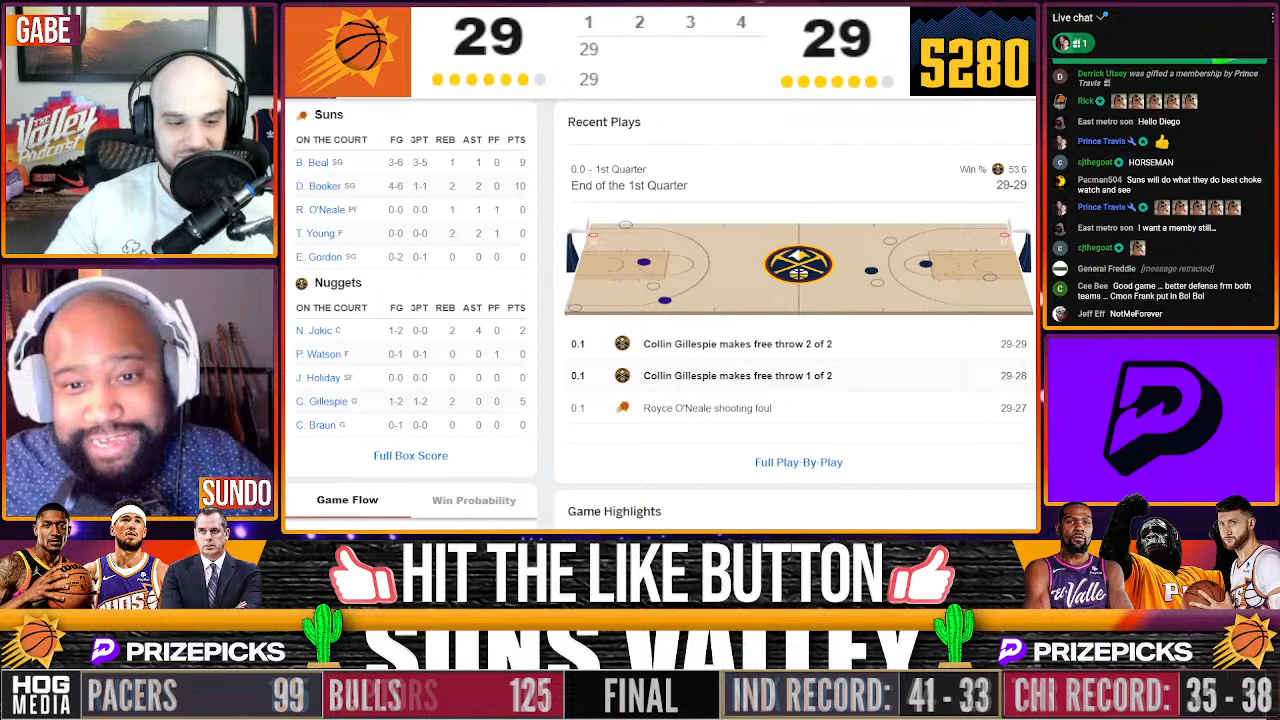 GABE
The
Valley
PODCAST
SUNDO
29
29
1 2 3 4
29
29
5280
Suns
ON THE COURT FG 3PT REB AST PF PTS
B. Beal SG 3-6 3-5 1 1 0 9
D. Booker SG 4-6 1-1 2 2 0 10
R. O'Neale PF 0-0 0-0 1 1 1 0
T. Young F 0-0 0-0 2 2 1 0
E. Gordon SG 0-2 0-1 0 0 0 0
Nuggets
ON THE COURT FG 3PT REB AST PF PTS
N. Jokic C 1-2 0-0 2 4 0 2
P. Watson F 0-1 0-1 0 0 1 0
J. Holiday SF 0-0 0-0 0 0 0 0
C. Gillespie G 1-2 1-2 2 0 0 5
C. Braun G 0-1 0-0 0 0 0 0
Full Box Score
Game Flow Win Probability
Recent Plays
0.0 - 1st Quarter Win % 53.6
End of the 1st Quarter 29-29
0.1 Collin Gillespie makes free throw 2 of 2 29-29
0.1 Collin Gillespie makes free throw 1 of 2 29-28
0.1 Royce O'Neale shooting foul 29-27
Full Play-By-Play
Game Highlights
Live chat
1
D Derrick Utsey was gifted a membership by Prince
Travis
Rick
East metro son Hello Diego
Prince Travis
c cjthegoat HORSEMAN
Pacman504 Suns will do what they do best choke
watch and see
Prince Travis
East metro son I want a memby still...
c cjthegoat
General Freddie [message retracted]
C Cee Bee Good game ... better defense frm both
teams ... Cmon Frank put in Bol Bol
Jeff Eff NotMeForever
HIT THE LIKE BUTTON
SUNS VALLEY
PRIZEPICKS
PRIZEPICKS
HOG
MEDIA
PACERS 99 BULLS 125 FINAL IND RECORD: 41 - 33 CHI RECORD: 35 - 38